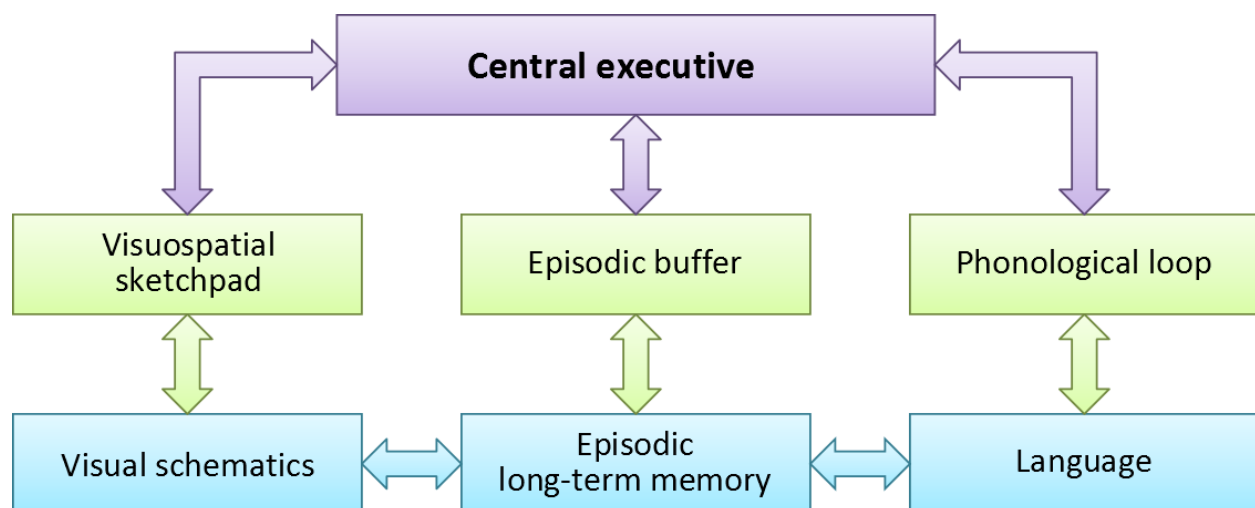 Central executive
Visuospatial
sketchpad
Episodic buffer
Phonological loop
Visual schematics
Episodic
long-term memory
Language